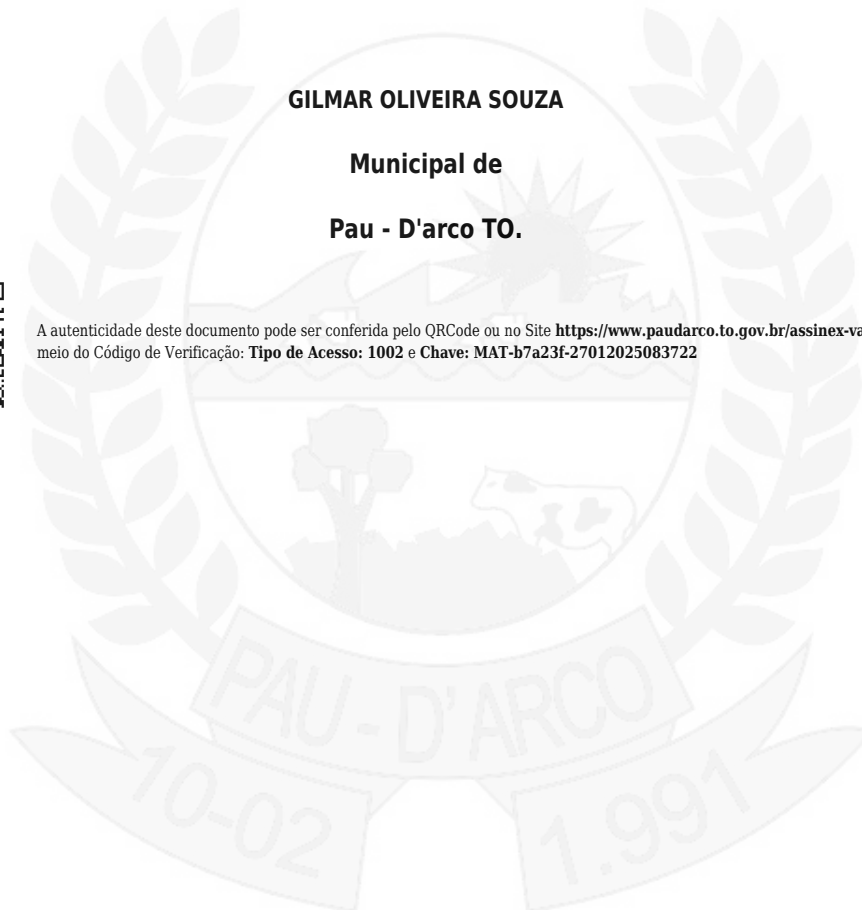 GILMAR OLIVEIRA SOUZA
Municipal de
Pau - D'arco TO.
A autenticidade deste documento pode ser conferida pelo QRCode ou no Site https://www.paudarco.to.gov.br/assinex-va
meio do Código de Verificação: Tipo de Acesso: 1002 e Chave: MAT-b7a23f-27012025083722
PAU - D'ARCO
10-02 1.991